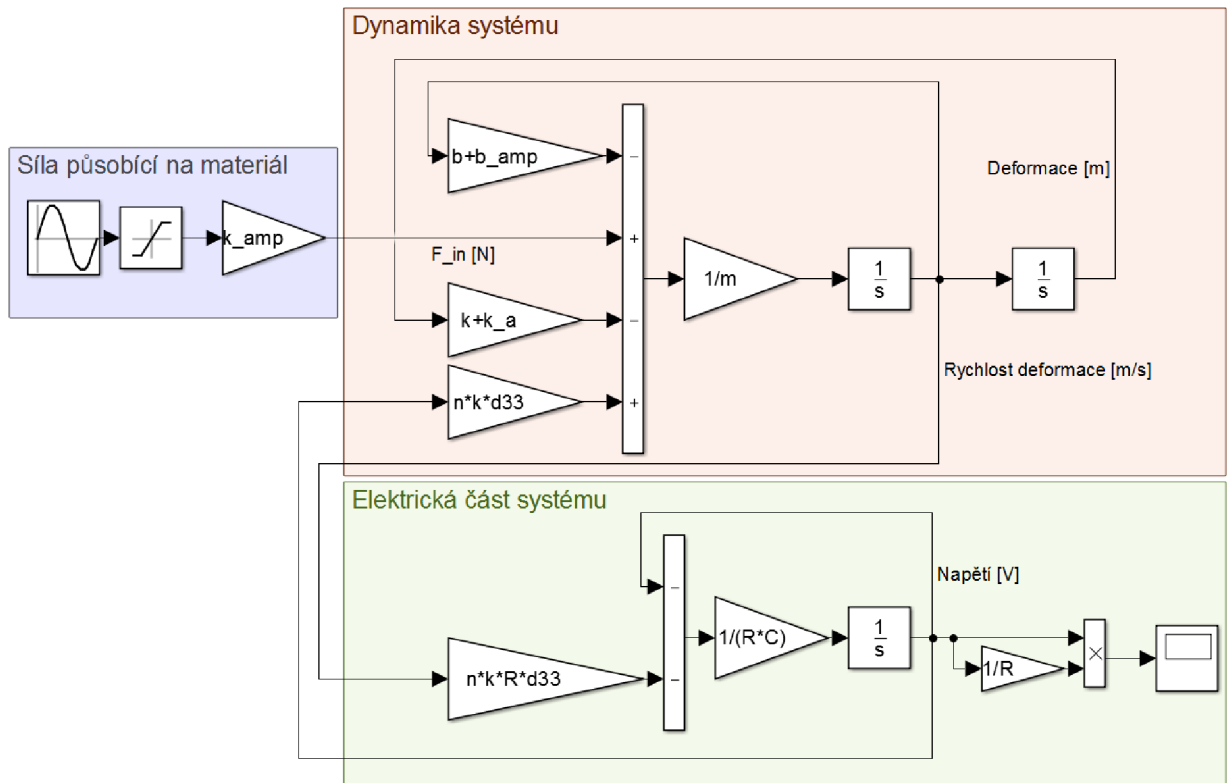 Dynamika systému
b+b_amp
−
Deformace [m]
Síla působící na materiál
k_amp
F_in [N]
+
1/m
1
s
1
s
k+k_a
−
Rychlost deformace [m/s]
n*k*d33
+
Elektrická část systému
−
Napětí [V]
1/(R*C)
1
s
n*k*R*d33
−
1/R
×